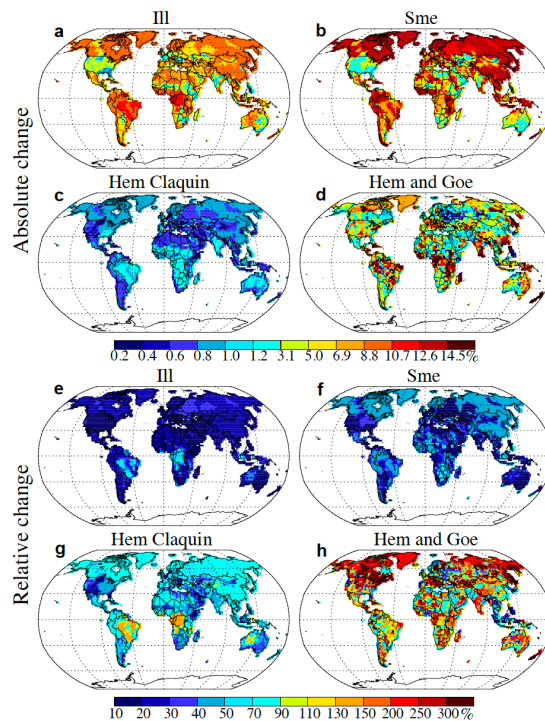 Ill
Sme
a
b
Absolute change
Hem Claquin
Hem and Goe
c
d
0.2 0.4 0.6 0.8 1.0 1.2 3.1 5.0 6.9 8.8 10.7 12.6 14.5%
Ill
Sme
e
f
Relative change
Hem Claquin
Hem and Goe
g
h
10 20 30 40 50 70 90 110 130 150 200 250 300%